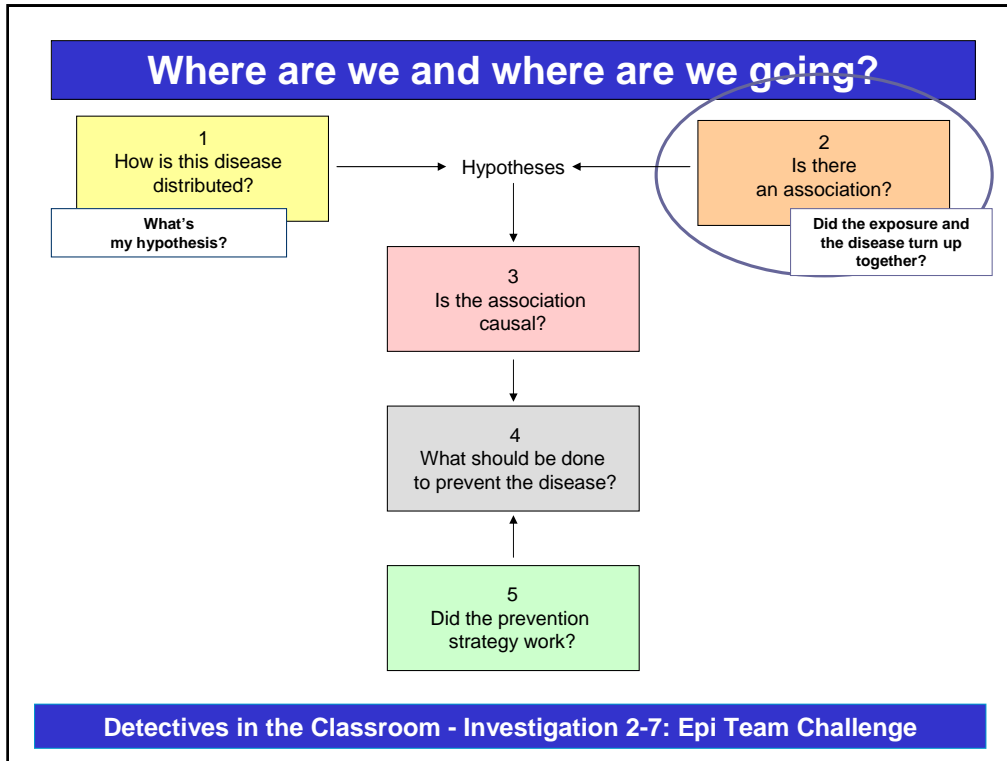 Where are we and where are we going?
1
How is this disease
distributed?
What's
my hypothesis?
Hypotheses
2
Is there
an association?
Did the exposure and
the disease turn up
together?
3
Is the association
causal?
4
What should be done
to prevent the disease?
5
Did the prevention
strategy work?
Detectives in the Classroom - Investigation 2-7: Epi Team Challenge